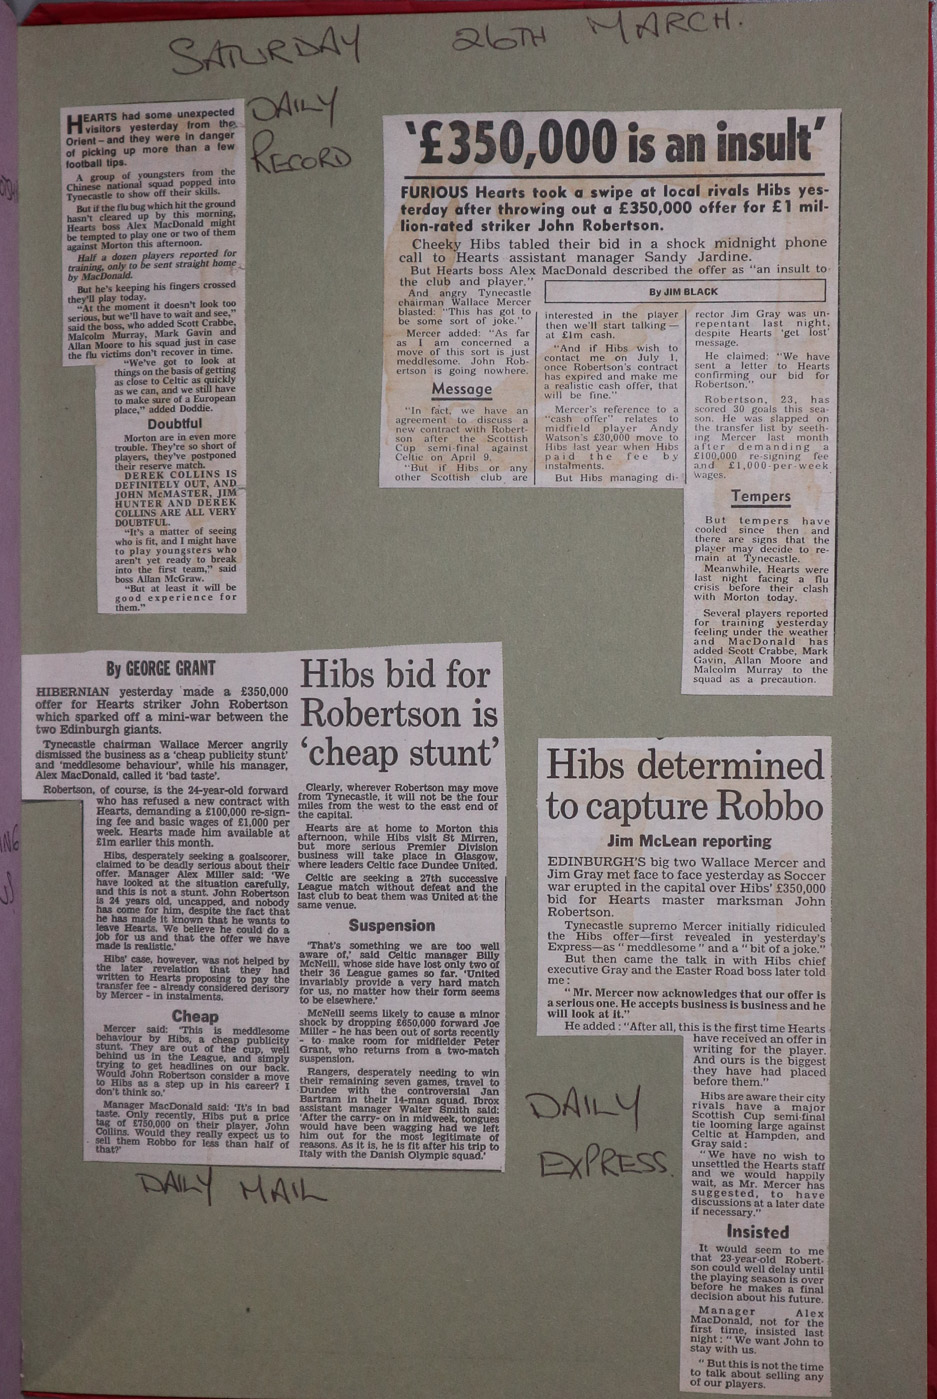 SATURDAY 26TH MARCH.
DAILY
RECORD
HEARTS had some unexpected
visitors yesterday from the
Orient—and they were in danger
of picking up more than a few
football tips.
A group of youngsters from the
Chinese national squad popped into
Tynecastle to show off their skills.
But if the flu bug which hit the ground
hasn't cleared up by this morning,
Hearts boss Alex MacDonald might
be tempted to play one or two of them
against Morton this afternoon.
Half a dozen players reported for
training, only to be sent straight home
by MacDonald.
But he's keeping his fingers crossed
they'll play today.
"At the moment it doesn't look too
serious, but we'll have to wait and see,"
said the boss, who added Scott Crabbe,
Malcolm Murray, Mark Gavin and
Allan Moore to his squad just in case
the flu victims don't recover in time.
"We've got to look at
things on the basis of getting
as close to Celtic as quickly
as we can, and we still have
to make sure of a European
place," added Doddie.
Doubtful
Morton are in even more
trouble. They're so short of
players, they've postponed
their reserve match.
DEREK COLLINS IS
DEFINITELY OUT, AND
JOHN McMASTER, JIM
HUNTER AND DEREK
COLLINS ARE ALL VERY
DOUBTFUL.
"It's a matter of seeing
who is fit, and I might have
to play youngsters who
aren't yet ready to break
into the first team," said
boss Allan McGraw.
"But at least it will be
good experience for
them."
'£350,000 is an insult'
FURIOUS Hearts took a swipe at local rivals Hibs yes-
terday after throwing out a £350,000 offer for £1 mil-
lion-rated striker John Robertson.
Cheeky Hibs tabled their bid in a shock midnight phone
call to Hearts assistant manager Sandy Jardine.
But Hearts boss Alex MacDonald described the offer as "an insult to
the club and player."
And angry Tynecastle
chairman Wallace Mercer
blasted: "This has got to
be some sort of joke."
Mercer added: "As far
as I am concerned a
move of this sort is just
meddlesome. John Rob-
ertson is going nowhere.
Message
"In fact, we have an
agreement to discuss a
new contract with Robert-
son after the Scottish
Cup semi-final against
Celtic on April 9.
"But if Hibs or any
other Scottish club are
By JIM BLACK
interested in the player
then we'll start talking —
at £1m cash.
"And if Hibs wish to
contact me on July 1,
once Robertson's contract
has expired and make me
a realistic cash offer, that
will be fine."
Mercer's reference to a
"cash offer" relates to
midfield player Andy
Watson's £30,000 move to
Hibs last year when Hibs
paid the fee by
instalments.
But Hibs managing di-
rector Jim Gray was un-
repentant last night,
despite Hearts 'get lost'
message.
He claimed: "We have
sent a letter to Hearts
confirming our bid for
Robertson."
Robertson, 23, has
scored 30 goals this sea-
son. He was slapped on
the transfer list by seeth-
ing Mercer last month
after demanding a
£100,000 re-signing fee
and £1,000-per-week
wages.
Tempers
But tempers have
cooled since then and
there are signs that the
player may decide to re-
main at Tynecastle.
Meanwhile, Hearts were
last night facing a flu
crisis before their clash
with Morton today.
Several players reported
for training yesterday
feeling under the weather
and MacDonald has
added Scott Crabbe, Mark
Gavin, Allan Moore and
Malcolm Murray to the
squad as a precaution.
By GEORGE GRANT
HIBERNIAN yesterday made a £350,000
offer for Hearts striker John Robertson
which sparked off a mini-war between the
two Edinburgh giants.
Tynecastle chairman Wallace Mercer angrily
dismissed the business as a 'cheap publicity stunt'
and 'meddlesome behaviour', while his manager,
Alex MacDonald, called it 'bad taste'.
Robertson, of course, is the 24-year-old forward
who has refused a new contract with
Hearts, demanding a £100,000 re-sign-
ing fee and basic wages of £1,000 per
week. Hearts made him available at
£1m earlier this month.
Hibs, desperately seeking a goalscorer,
claimed to be deadly serious about their
offer. Manager Alex Miller said: 'We
have looked at the situation carefully,
and this is not a stunt. John Robertson
is 24 years old, uncapped, and nobody
has come for him, despite the fact that
he has made it known that he wants to
leave Hearts. We believe he could do a
job for us and that the offer we have
made is realistic.'
Hibs' case, however, was not helped by
the later revelation that they had
written to Hearts proposing to pay the
transfer fee - already considered derisory
by Mercer - in instalments.
Cheap
Mercer said: 'This is meddlesome
behaviour by Hibs, a cheap publicity
stunt. They are out of the cup, well
behind us in the League, and simply
trying to get headlines on our back.
Would John Robertson consider a move
to Hibs as a step up in his career? I
don't think so.'
Manager MacDonald said: 'It's in bad
taste. Only recently, Hibs put a price
tag of £750,000 on their player, John
Collins. Would they really expect us to
sell them Robbo for less than half of
that?'
Hibs bid for
Robertson is
'cheap stunt'
Clearly, wherever Robertson may move
from Tynecastle, it will not be the four
miles from the west to the east end of
the capital.
Hearts are at home to Morton this
afternoon, while Hibs visit St Mirren,
but more serious Premier Division
business will take place in Glasgow,
where leaders Celtic face Dundee United.
Celtic are seeking a 27th successive
League match without defeat and the
last club to beat them was United at the
same venue.
Suspension
'That's something we are too well
aware of,' said Celtic manager Billy
McNeill, whose side have lost only two of
their 36 League games so far. 'United
invariably provide a very hard match
for us, no matter how their form seems
to be elsewhere.'
McNeill seems likely to cause a minor
shock by dropping £650,000 forward Joe
Miller - he has been out of sorts recently
- to make room for midfielder Peter
Grant, who returns from a two-match
suspension.
Rangers, desperately needing to win
their remaining seven games, travel to
Dundee with the controversial Jan
Bartram in their 14-man squad. Ibrox
assistant manager Walter Smith said:
'After the carry-on in midweek, tongues
would have been wagging had we left
him out for the most legitimate of
reasons. As it is, he is fit after his trip to
Italy with the Danish Olympic squad.'
DAILY MAIL
Hibs determined
to capture Robbo
Jim McLean reporting
EDINBURGH'S big two Wallace Mercer and
Jim Gray met face to face yesterday as Soccer
war erupted in the capital over Hibs' £350,000
bid for Hearts master marksman John
Robertson.
Tynecastle supremo Mercer initially ridiculed
the Hibs offer—first revealed in yesterday's
Express—as "meddlesome" and a "bit of a joke."
But then came the talk in with Hibs chief
executive Gray and the Easter Road boss later told
me:
"Mr. Mercer now acknowledges that our offer is
a serious one. He accepts business is business and he
will look at it."
He added: "After all, this is the first time Hearts
have received an offer in
writing for the player.
And ours is the biggest
they have had placed
before them."
Hibs are aware their city
rivals have a major
Scottish Cup semi-final
tie looming large against
Celtic at Hampden, and
Gray said:
"We have no wish to
unsettled the Hearts staff
and we would happily
wait, as Mr. Mercer has
suggested, to have
discussions at a later date
if necessary."
Insisted
It would seem to me
that 23-year-old Robert-
son could well delay until
the playing season is over
before he makes a final
decision about his future.
Manager Alex
MacDonald, not for the
first time, insisted last
night: "We want John to
stay with us.
"But this is not the time
to talk about selling any
of our players.
DAILY
EXPRESS.